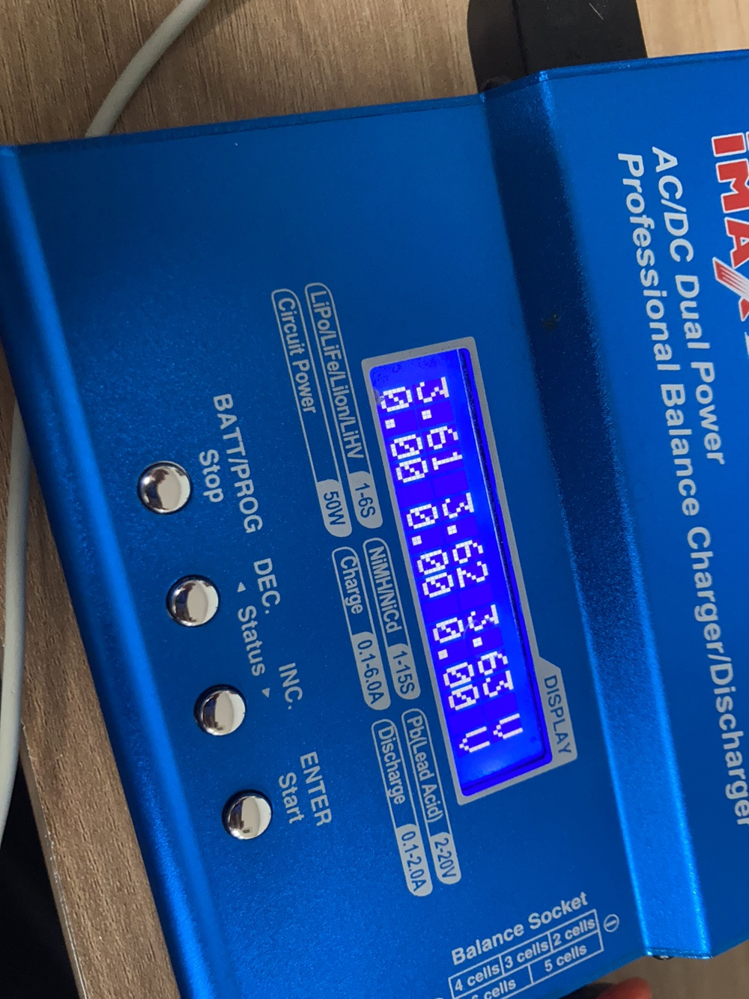 iMAX
AC/DC Dual Power
Professional Balance Charger/Discharger
DISPLAY
3.61 3.62 3.63 V
0.00 0.00 0.00 V
LiPo/LiFe/LiIon/LiHV 1-6S NiMH/NiCd 1-15S Pb(Lead Acid) 2-20V
Circuit Power 50W Charge 0.1-6.0A Discharge 0.1-2.0A
BATT/PROG DEC. INC. ENTER
Stop ◄ Status ► Start
Balance Socket
4 cells 3 cells 2 cells
cells 5 cells